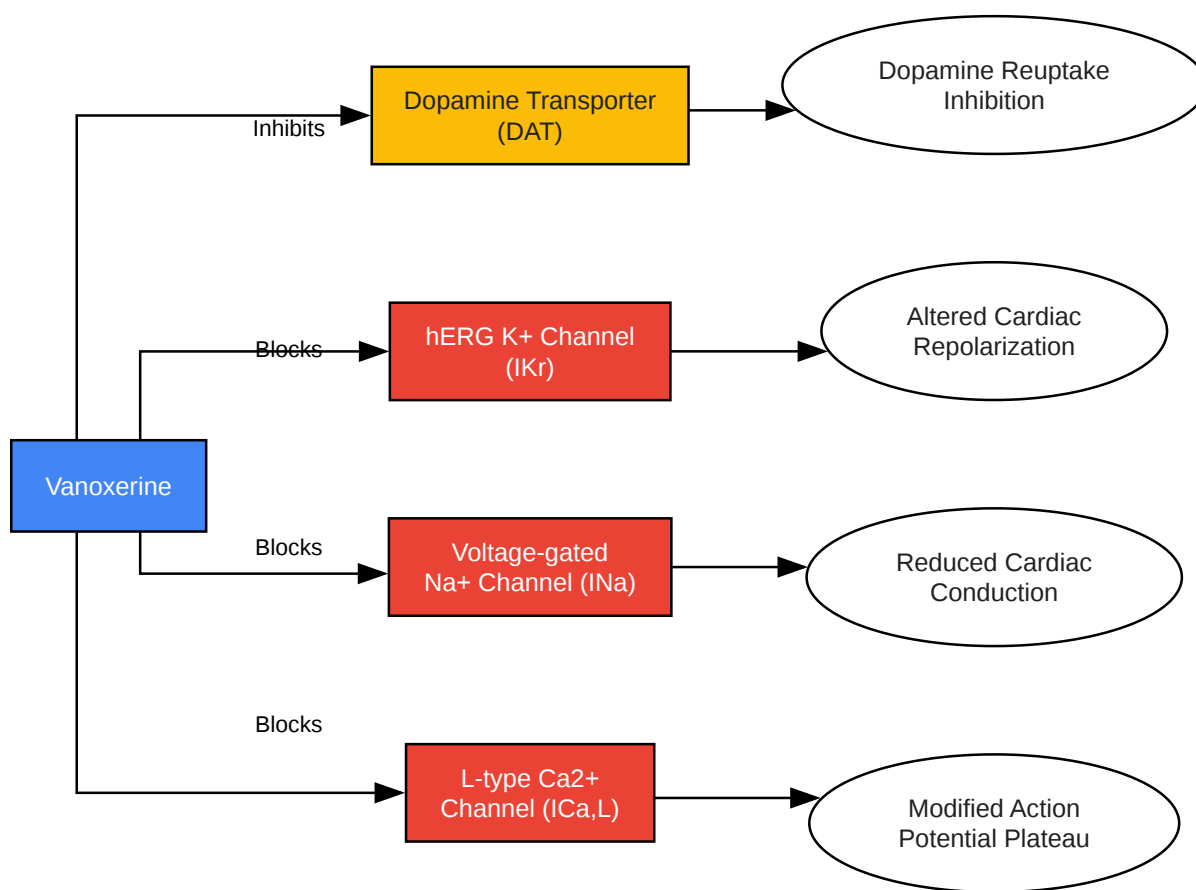 Dopamine Reuptake
Inhibition
Dopamine Transporter
(DAT)
Inhibits
Altered Cardiac
Repolarization
hERG K+ Channel
(IKr)
Blocks
Vanoxerine
Blocks
Voltage-gated
Na+ Channel (INa)
Reduced Cardiac
Conduction
Blocks
L-type Ca2+
Channel (ICa,L)
Modified Action
Potential Plateau